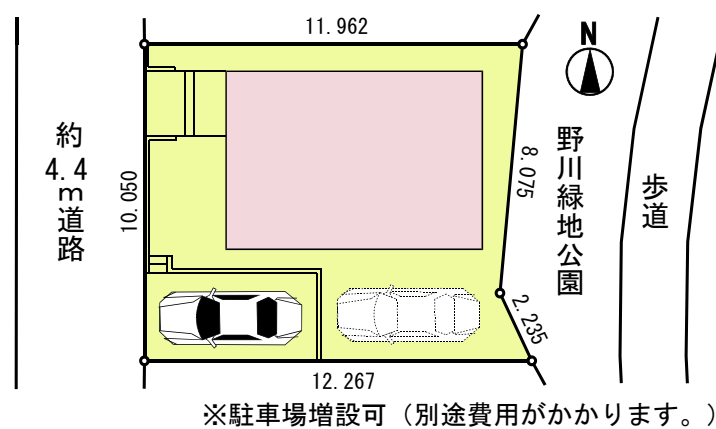 11.962
N
約4.4m道路
10.050
8.075
野川緑地公園
歩道
2.235
12.267
※駐車場増設可（別途費用がかかります。）